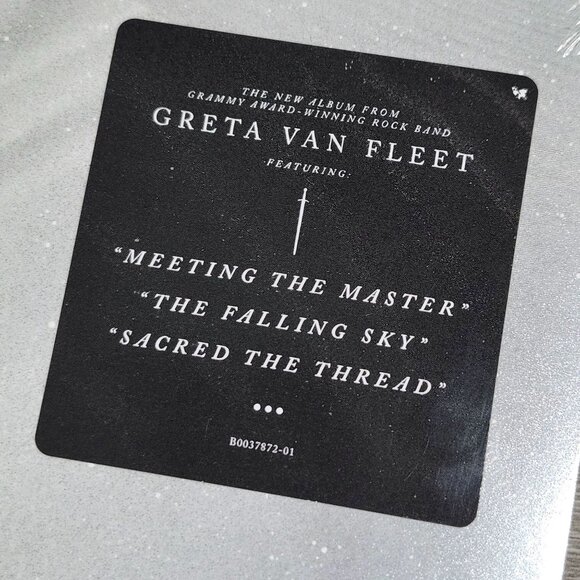 THE NEW ALBUM FROM
GRAMMY AWARD-WINNING ROCK BAND
GRETA VAN FLEET
·FEATURING·
“MEETING THE MASTER”
“THE FALLING SKY”
“SACRED THE THREAD”
•••
B0037872-01